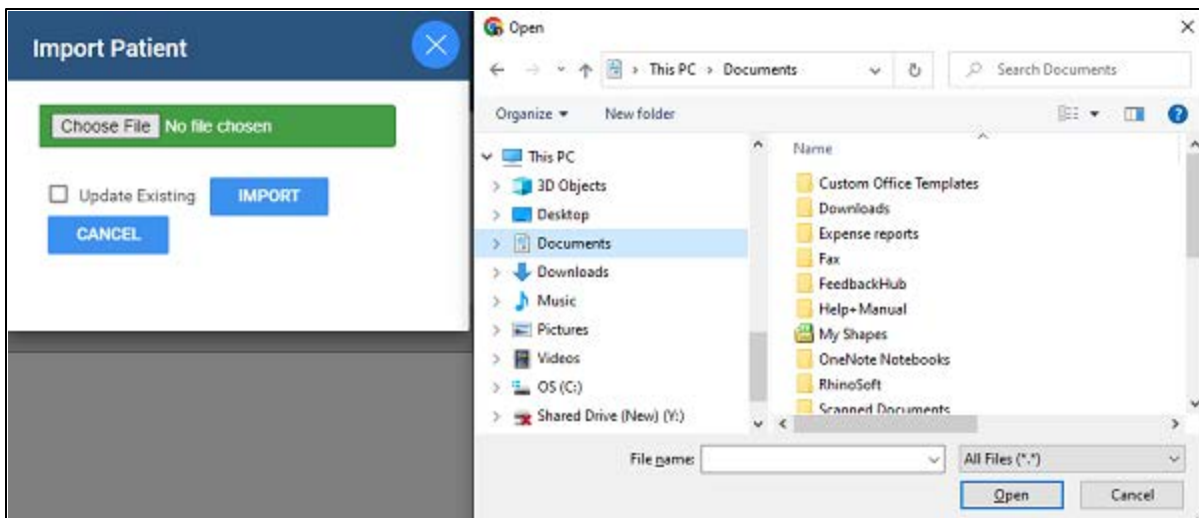 Import Patient
Choose File No file chosen
Update Existing IMPORT
CANCEL
Open
This PC > Documents
Search Documents
Organize New folder
This PC
3D Objects
Desktop
Documents
Downloads
Music
Pictures
Videos
OS (C:)
Shared Drive (New) (Y:)
Name
Custom Office Templates
Downloads
Expense reports
Fax
FeedbackHub
Help+Manual
My Shapes
OneNote Notebooks
RhinoSoft
Scanned Documents
File name:
All Files (*.*)
Open Cancel